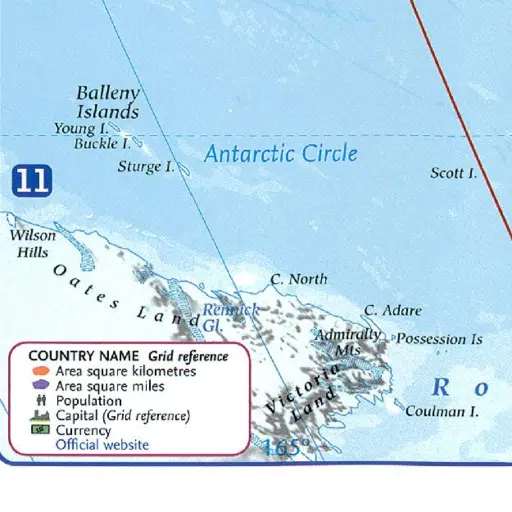 Balleny
Islands
Young I.
Buckle I.
Sturge I.
Antarctic Circle
Scott I.
11
Wilson
Hills
Oates Land
C. North
Rennick
Gl.
C. Adare
Admiralty
Mts
Possession Is
Victoria
Land
R o
Coulman I.
165°
COUNTRY NAME Grid reference
Area square kilometres
Area square miles
Population
Capital (Grid reference)
Currency
Official website